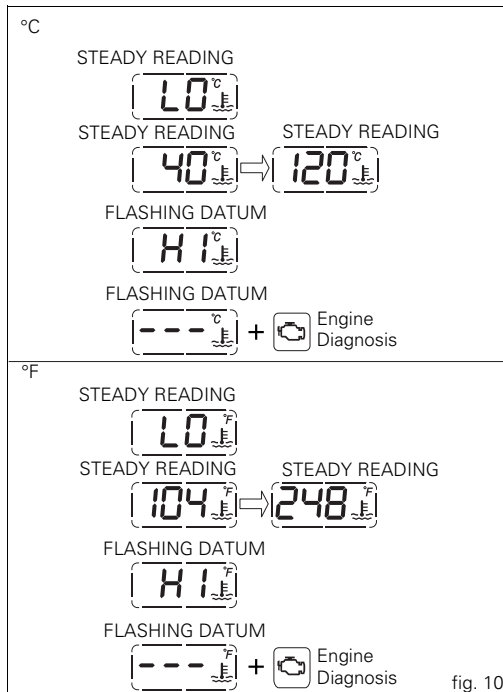 °C
STEADY READING
LO °C
STEADY READING STEADY READING
40 °C 120 °C
FLASHING DATUM
HI °C
FLASHING DATUM
--- °C + Engine
Diagnosis
°F
STEADY READING
LO °F
STEADY READING STEADY READING
104 °F 248 °F
FLASHING DATUM
HI °F
FLASHING DATUM
--- °F + Engine
Diagnosis
fig. 10